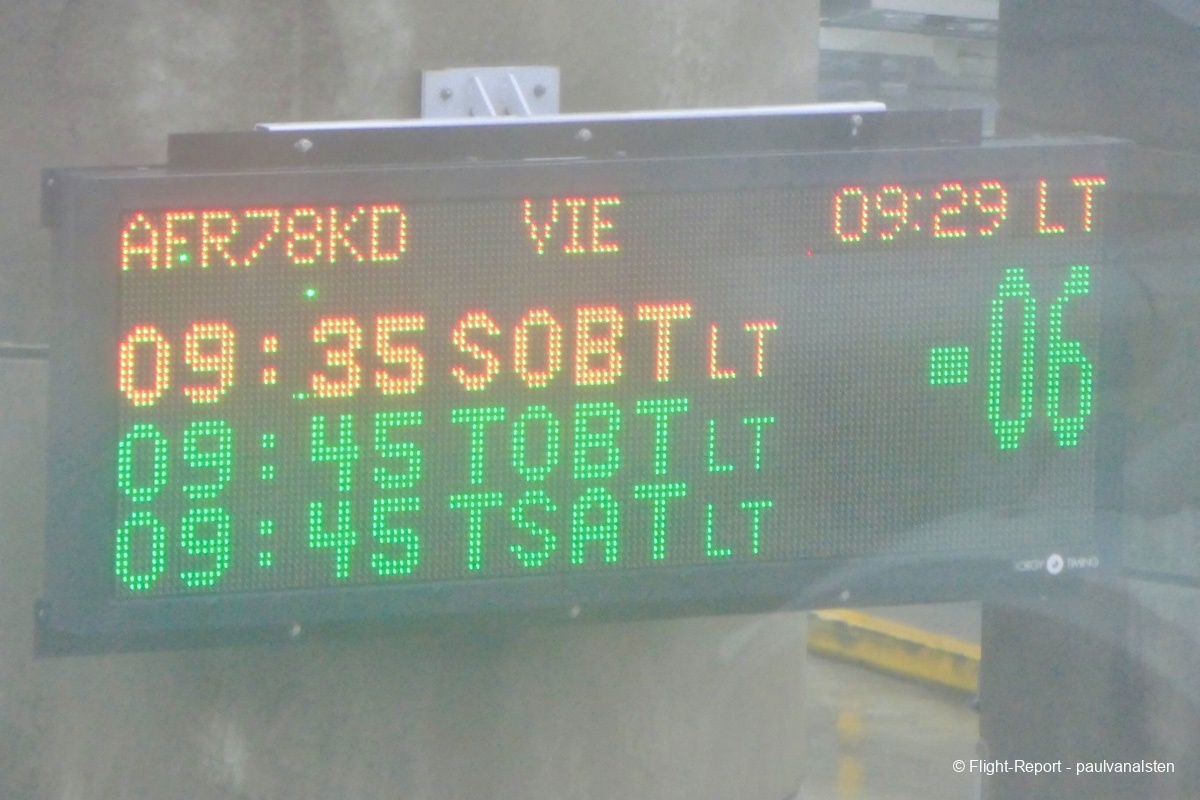 AFR78KD VIE 09:29 LT
-06
09:35 SOBT LT
09:45 TOBT LT
09:45 TSAT LT
© Flight-Report - paulvanalsten